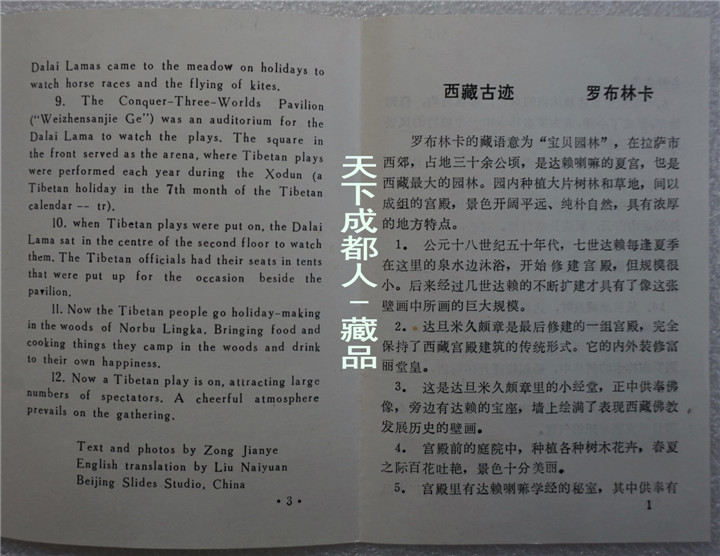 Dalai Lamas came to the meadow on holidays to
watch horse races and the flying of kites.
9. The Conquer-Three-Worlds Pavilion
("Weizhensanjie Ge") was an auditorium for the
Dalai Lama to watch the plays. The square in
the front served as the arena, where Tibetan plays
were performed each year during the Xodun (a
Tibetan holiday in the 7th month of the Tibetan
calendar -- tr).
10. when Tibetan plays were put on, the Dalai
Lama sat in the centre of the second floor to watch
them. The Tibetan officials had their seats in tents
that were put up for the occasion beside the
pavilion.
11. Now the Tibetan people go holiday-making
in the woods of Norbu Lingka. Bringing food and
cooking things they camp in the woods and drink
to their own happiness.
12. Now a Tibetan play is on, attracting large
numbers of spectators. A cheerful atmosphere
prevails on the gathering.
Text and photos by Zong Jianye
English translation by Liu Naiyuan
Beijing Slides Studio, China
·3·
天下成都人－藏品
西藏古迹 罗布林卡
罗布林卡的藏语意为“宝贝园林”，在拉萨市
西郊，占地三十余公顷，是达赖喇嘛的夏宫，也是
西藏最大的园林。园内种植大片树林和草地，间以
成组的宫殿，景色开阔平远、纯朴自然，具有浓厚
的地方特点。
1。 公元十八世纪五十年代，七世达赖每逢夏季
在这里的泉水边沐浴，开始修建宫殿，但规模很
小。后来经过几世达赖的不断扩建才具有了像这张
壁画中所画的巨大规模。
2。 达旦米久颇章是最后修建的一组宫殿，完全
保持了西藏宫殿建筑的传统形式。它的内外装修富
丽堂皇。
3。 这是达旦米久颇章里的小经堂，正中供奉佛
像，旁边有达赖的宝座，墙上绘满了表现西藏佛教
发展历史的壁画。
4。 宫殿前的庭院中，种植各种树木花卉，春夏
之际百花吐艳，景色十分美丽。
5。 宫殿里有达赖喇嘛学经的秘室，其中供奉有
1